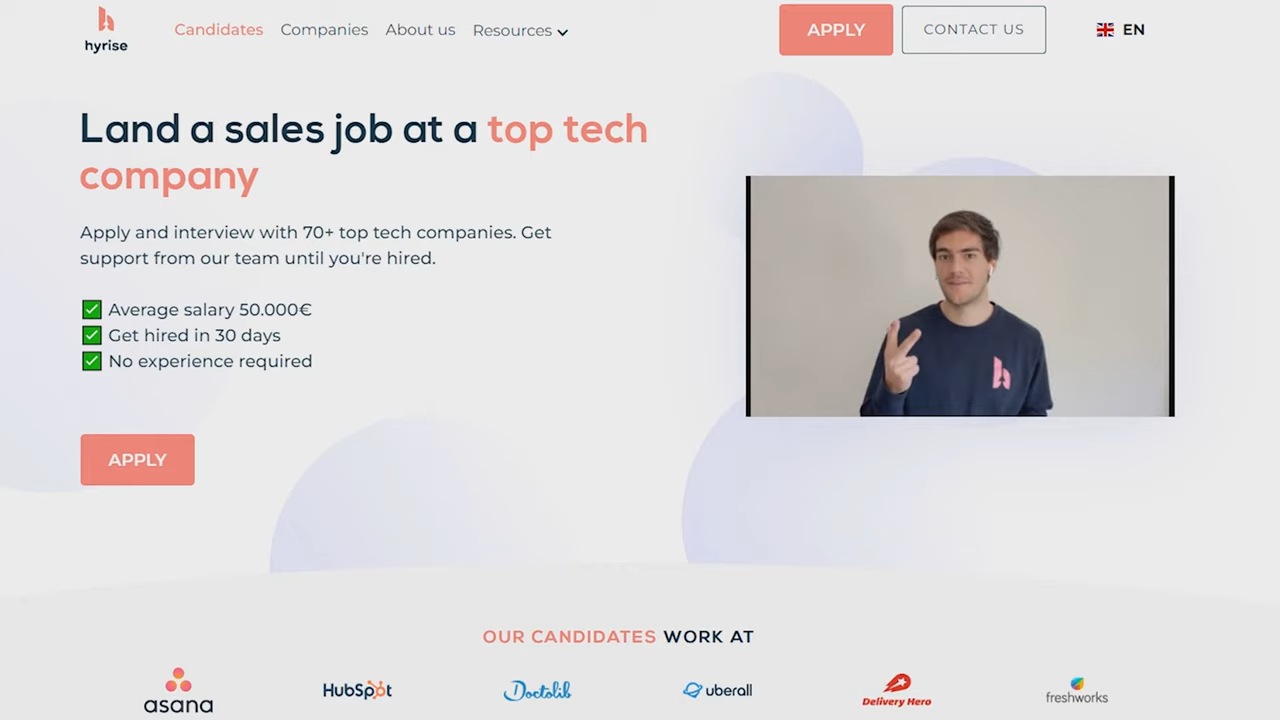 hyrise
Candidates Companies About us Resources
APPLY
CONTACT US
EN
Land a sales job at a top tech
company
Apply and interview with 70+ top tech companies. Get
support from our team until you're hired.
Average salary 50.000€
Get hired in 30 days
No experience required
APPLY
OUR CANDIDATES WORK AT
asana
HubSpot
Doctolib
uberall
Delivery Hero
freshworks